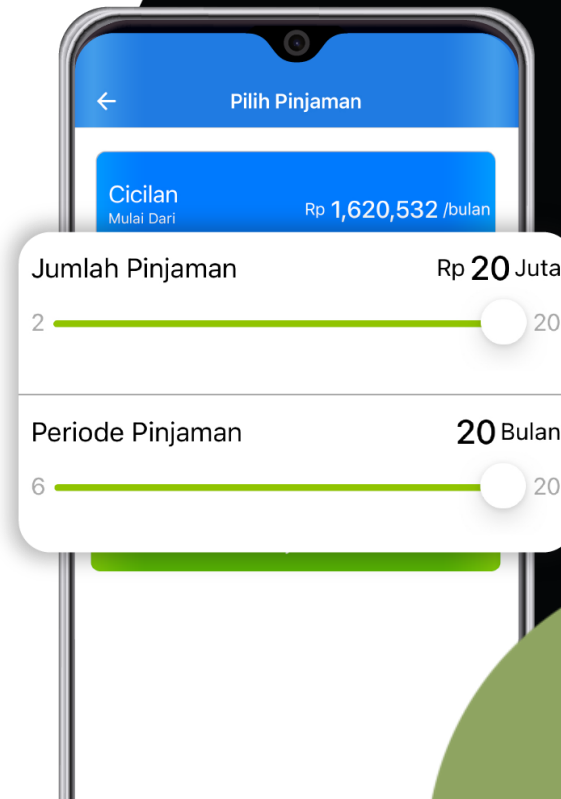 Pilih Pinjaman
Cicilan
Mulai Dari
Rp 1,620,532 /bulan
Jumlah Pinjaman
Rp 20 Juta
2
20
Periode Pinjaman
20 Bulan
6
20